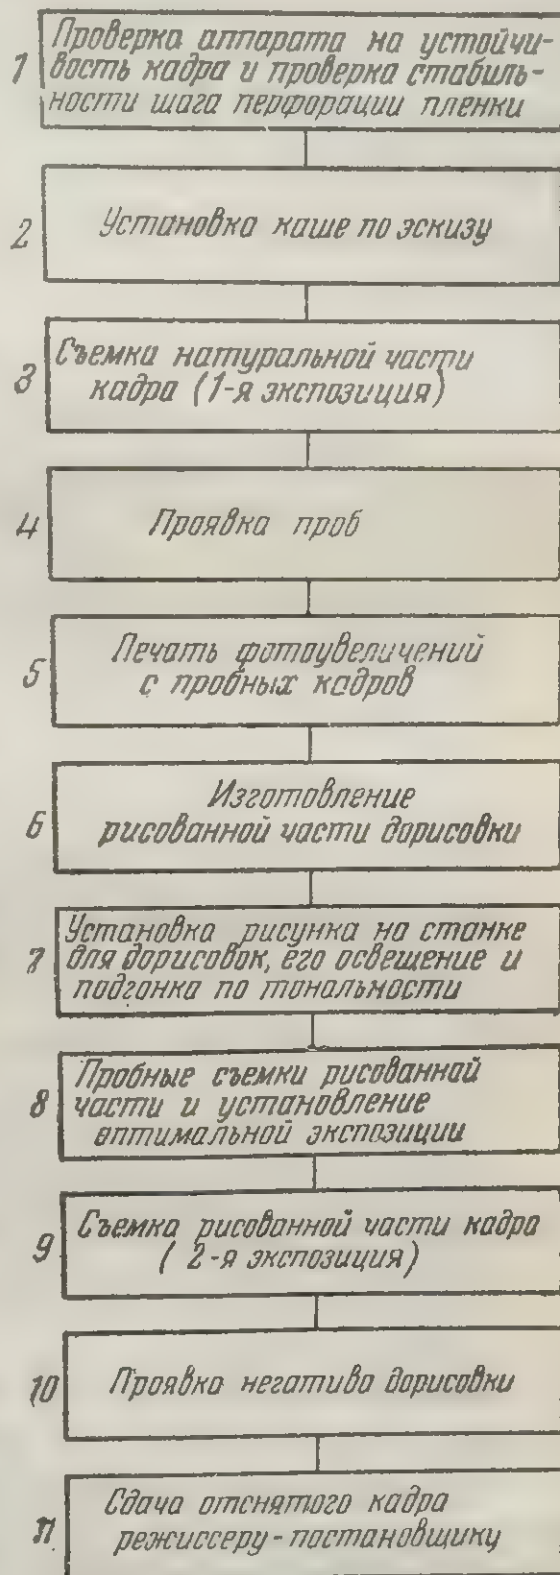 1 Проверка аппарата на устойчи-
вость кадра и проверка стабиль-
ности шага перфорации пленки
2 Установка каше по эскизу
3 Съемка натуральной части
кадра (1-я экспозиция)
4 Проявка проб
5 Печать фотоувеличений
с пробных кадров
6 Изготовление
рисованной части дорисовки
7 Установка рисунка на станке
для дорисовок, его освещение и
подгонка по тональности
8 Пробные съемки рисованной
части и установление
оптимальной экспозиции
9 Съемка рисованной части кадра
(2-я экспозиция)
10 Проявка негатива дорисовки
11 Сдача отснятого кадра
режиссеру-постановщику